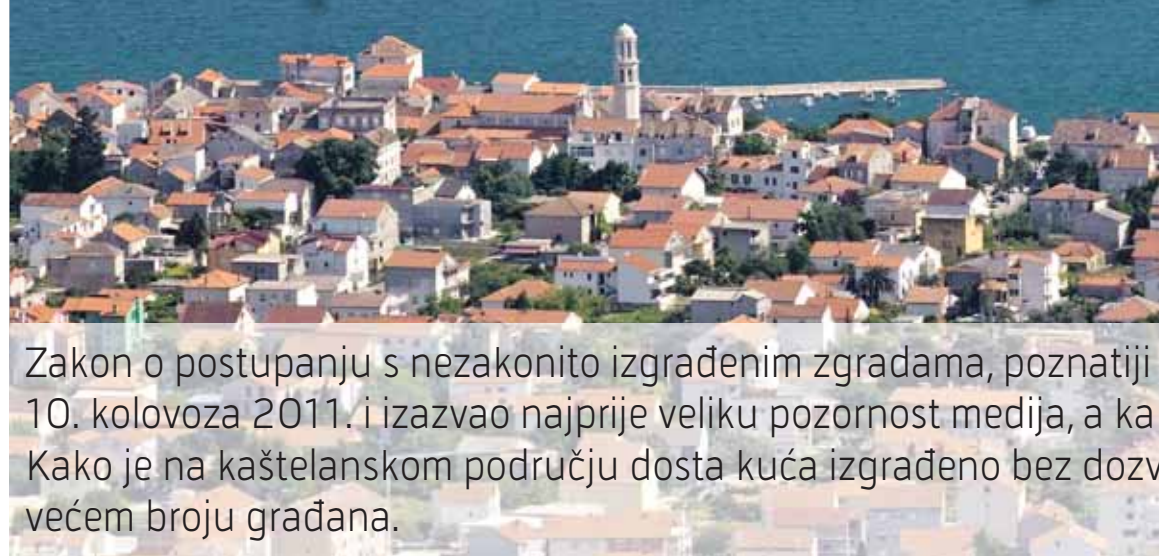 Zakon o postupanju s nezakonito izgrađenim zgradama, poznatiji
10. kolovoza 2011. i izazvao najprije veliku pozornost medija, a ka
Kako je na kaštelanskom području dosta kuća izgrađeno bez dozv
većem broju građana.